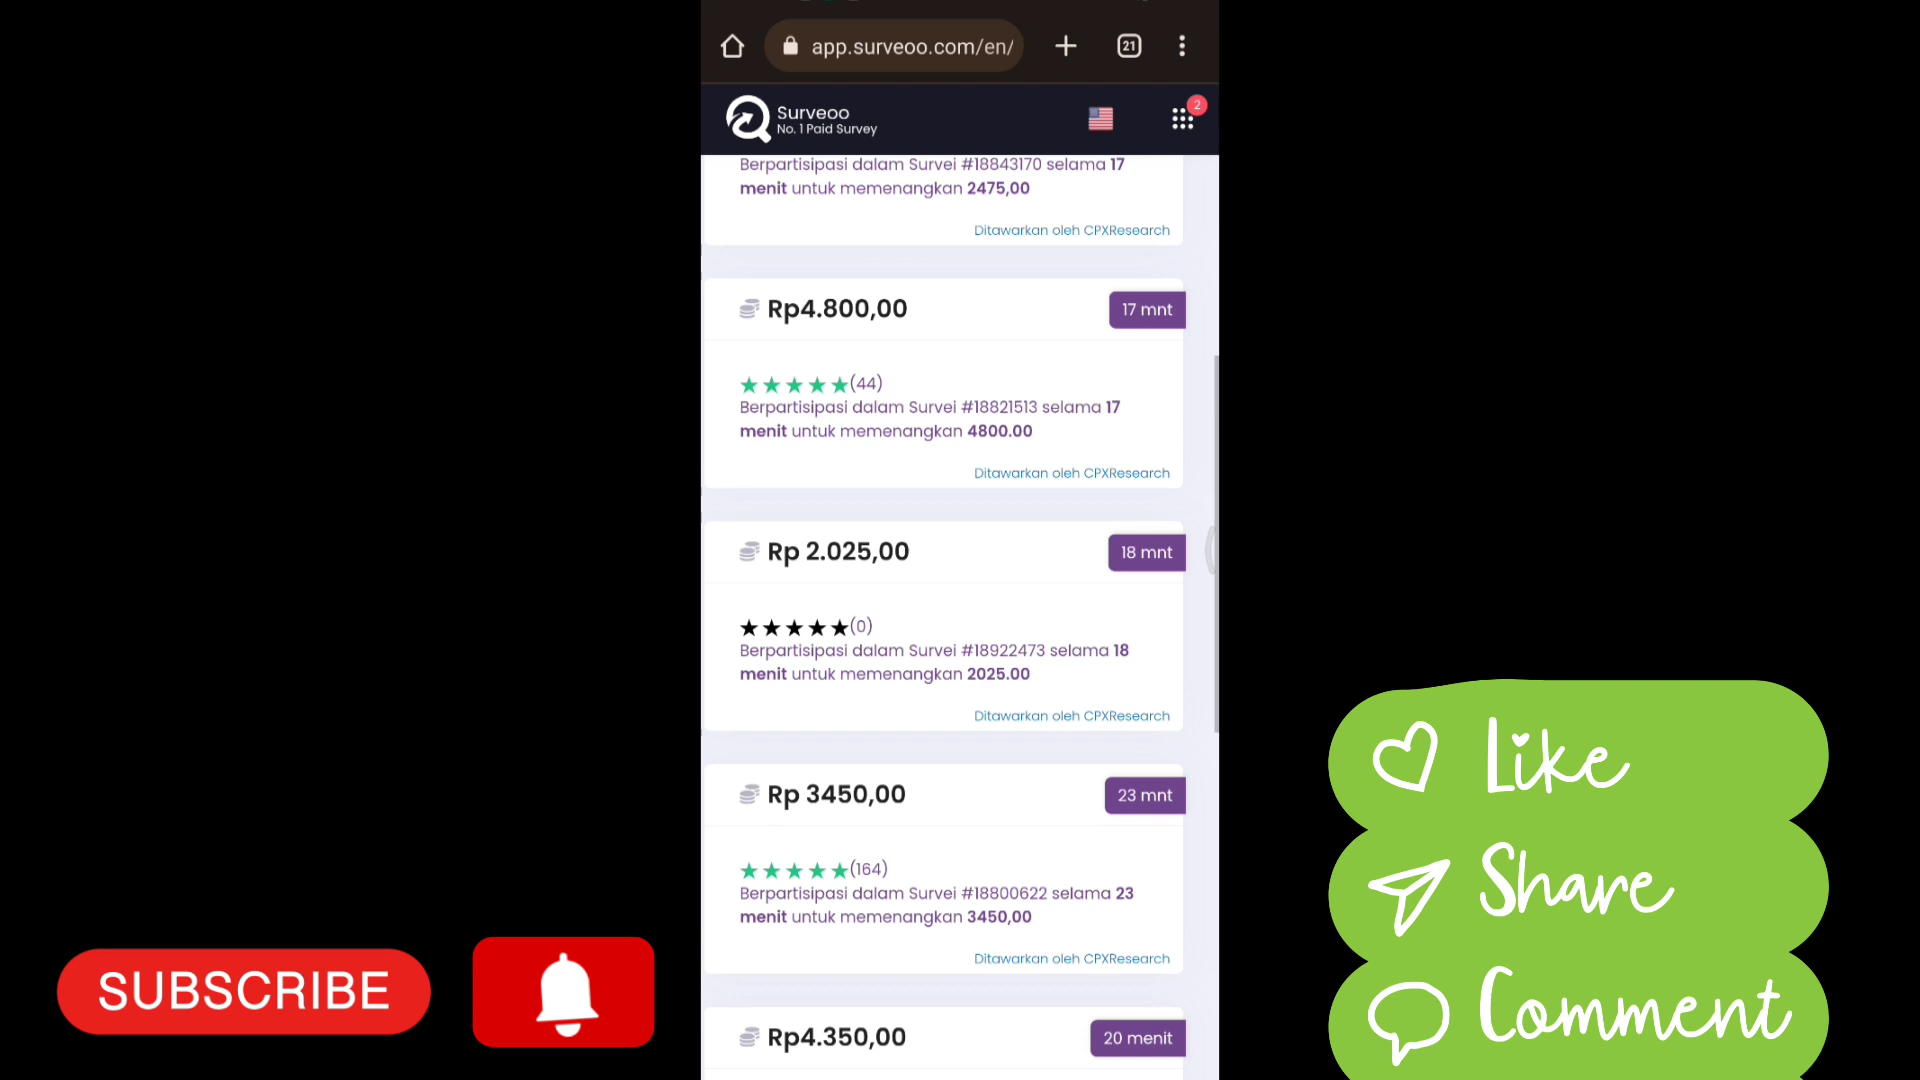 app.surveoo.com/en/
21
Surveoo
No. 1 Paid Survey
2
Berpartisipasi dalam Survei #18843170 selama 17
menit untuk memenangkan 2475,00
Ditawarkan oleh CPXResearch
Rp4.800,00
17 mnt
(44)
Berpartisipasi dalam Survei #18821513 selama 17
menit untuk memenangkan 4800.00
Ditawarkan oleh CPXResearch
Rp 2.025,00
18 mnt
(0)
Berpartisipasi dalam Survei #18922473 selama 18
menit untuk memenangkan 2025.00
Ditawarkan oleh CPXResearch
Rp 3450,00
23 mnt
(164)
Berpartisipasi dalam Survei #18800622 selama 23
menit untuk memenangkan 3450,00
Ditawarkan oleh CPXResearch
Rp4.350,00
20 menit
SUBSCRIBE
Like
Share
Comment